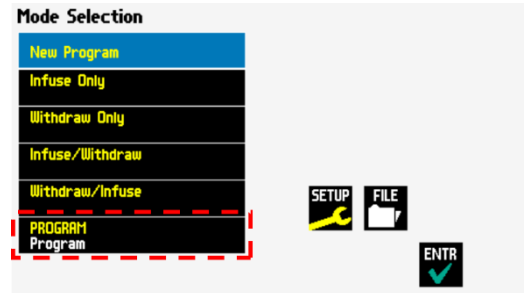 Mode Selection
New Program
Infuse Only
Withdraw Only
Infuse/Withdraw
Withdraw/Infuse
PROGRAM
Program
SETUP FILE
ENTR